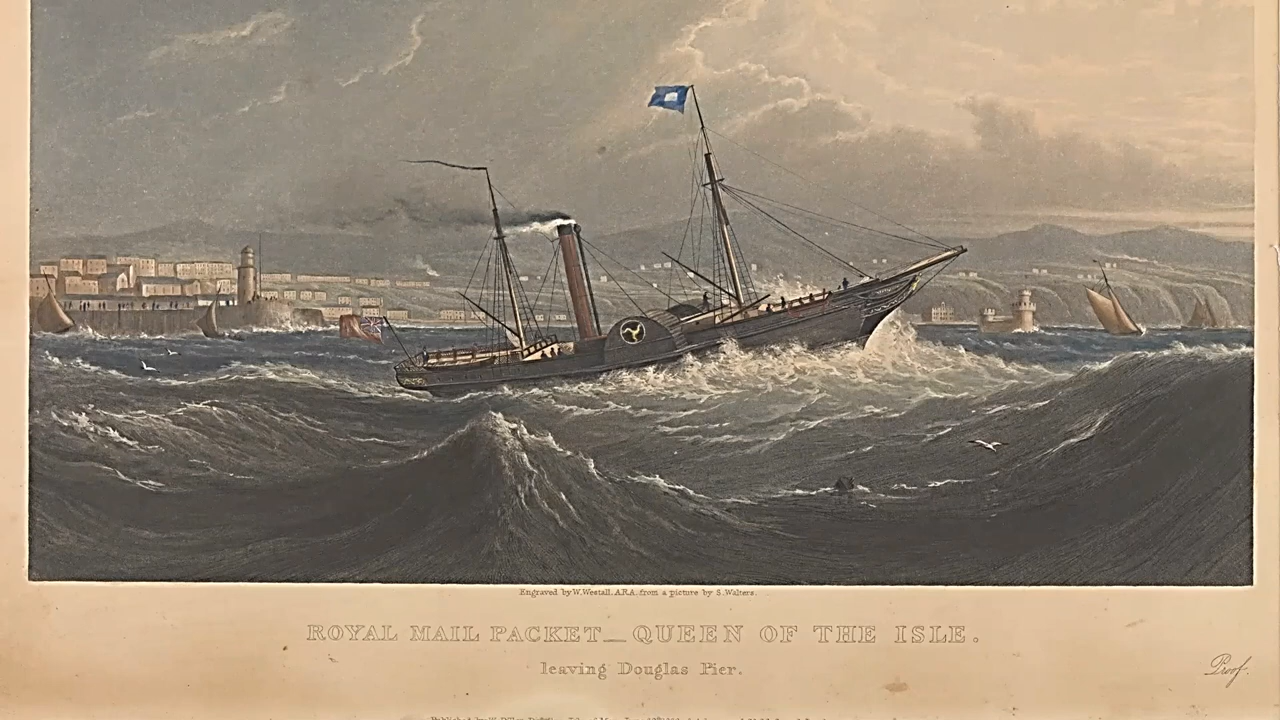 Engraved by W. Westall, A.R.A. from a picture by S. Walters.
ROYAL MAIL PACKET_QUEEN OF THE ISLE.
leaving Douglas Pier.
Proof.